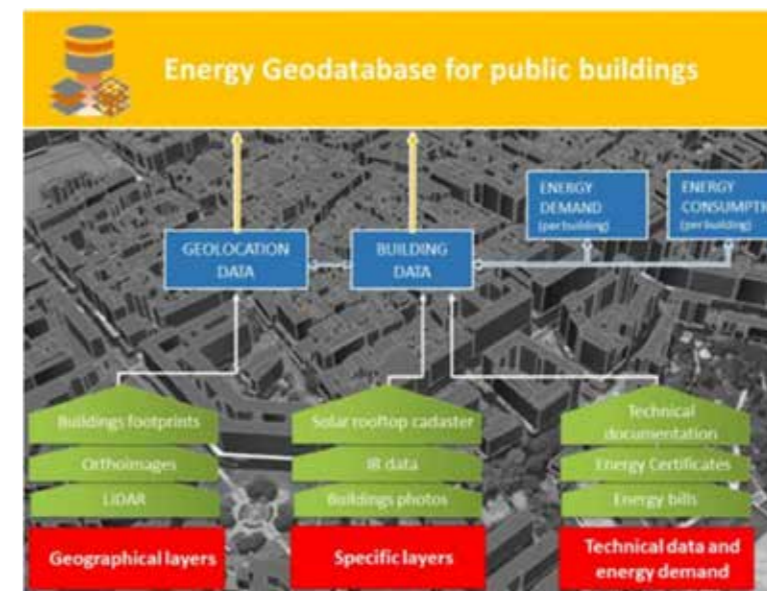 Energy Geodatabase for public buildings
ENERGY
DEMAND
(per building)
ENERGY
CONSUMPTI
(per building)
GEOLOCATION
DATA
BUILDING
DATA
Buildings footprints
Orthoimages
LiDAR
Geographical layers
Solar rooftop cadaster
IR data
Buildings photos
Specific layers
Technical
documentation
Energy Certificates
Energy bills
Technical data and
energy demand